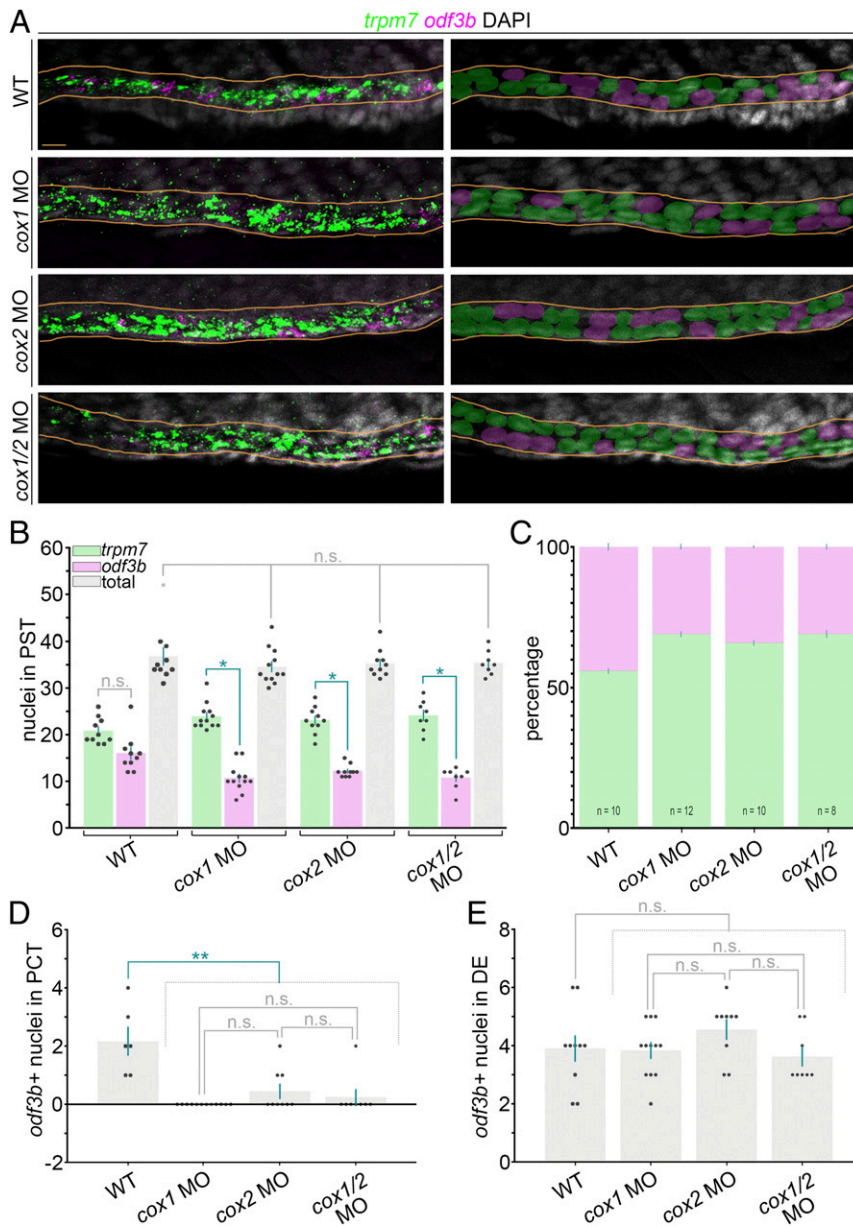 A
trpm7 odf3b DAPI
WT
cox1 MO
cox2 MO
cox1/2 MO
B
trpm7
odf3b
total
nuclei in PST
60
50
40
30
20
10
0
n.s.
n.s.
*
*
*
WT
cox1 MO
cox2 MO
cox1/2
MO
C
percentage
100
50
0
n = 10
n = 12
n = 10
n = 8
WT
cox1 MO
cox2 MO
cox1/2
MO
D
odf3b+ nuclei in PCT
6
4
2
0
-2
**
n.s.
n.s.
n.s.
WT
cox1 MO
cox2 MO
cox1/2
MO
E
odf3b+ nuclei in DE
8
6
4
2
0
n.s.
n.s.
n.s.
n.s.
WT
cox1 MO
cox2 MO
cox1/2
MO